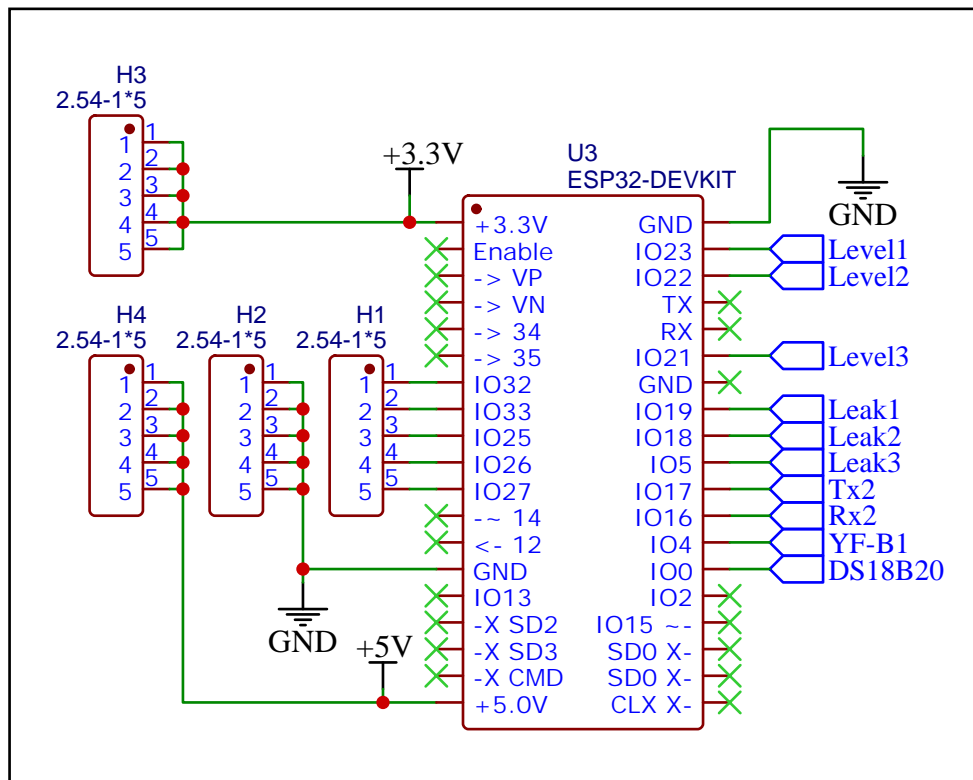 H3
2.54-1*5
1 1
2 2
3 3
4 4
5 5
+3.3V
U3
ESP32-DEVKIT
GND
H4
2.54-1*5
1 1
2 2
3 3
4 4
5 5
H2
2.54-1*5
1 1
2 2
3 3
4 4
5 5
H1
2.54-1*5
1 1
2 2
3 3
4 4
5 5
GND
+5V
+3.3V
Enable
-> VP
-> VN
-> 34
-> 35
IO32
IO33
IO25
IO26
IO27
-~ 14
<- 12
GND
IO13
-X SD2
-X SD3
-X CMD
+5.0V
GND
IO23
IO22
TX
RX
IO21
GND
IO19
IO18
IO5
IO17
IO16
IO4
IO0
IO2
IO15 ~-
SD0 X-
SD0 X-
CLX X-
Level1
Level2
Level3
Leak1
Leak2
Leak3
Tx2
Rx2
YF-B1
DS18B20